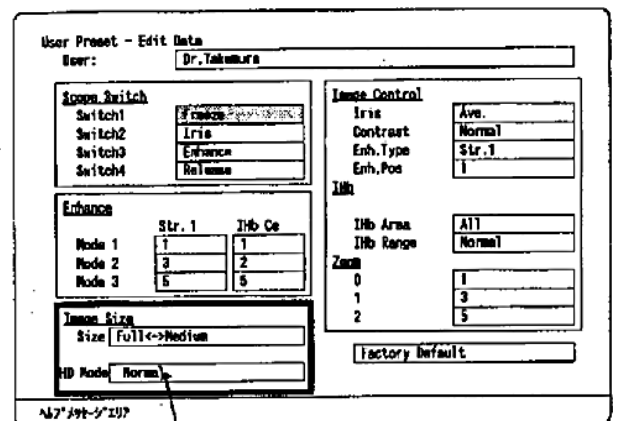 User Preset - Edit Data
User: Dr.Takemura
Scope Switch
Switch1 Freeze
Switch2 Iris
Switch3 Enhance
Switch4 Release
Enhance
Str. 1 IHb Ce
Mode 1 1 1
Mode 2 3 2
Mode 3 5 5
Image Size
Size Full<->Medium
HD Mode Normal
Image Control
Iris Ave.
Contrast Normal
Enh.Type Str.1
Enh.Pos 1
IHb
IHb Area All
IHb Range Normal
Zoom
0 1
1 3
2 5
Factory Default
ヘルプメッセージエリア